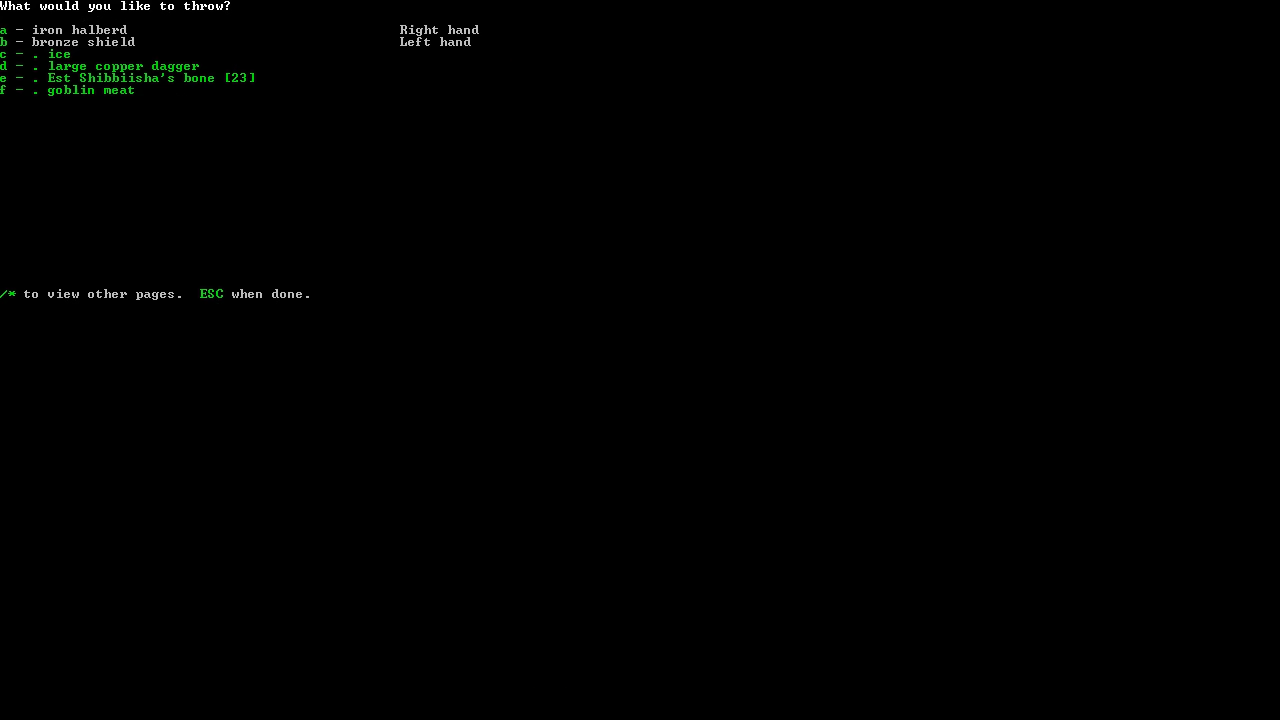 What would you like to throw?
a - iron halberd Right hand
b - bronze shield Left hand
c - . ice
d - . large copper dagger
e - . Est Shibbiisha's bone [23]
f - . goblin meat
/* to view other pages. ESC when done.